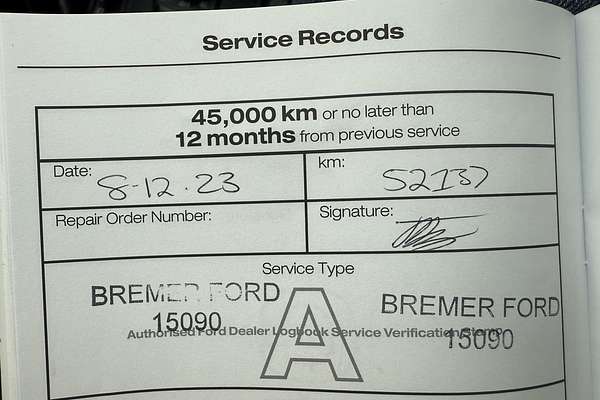 Service Records
45,000 km or no later than
12 months from previous service
Date: 8-12.23
km: 52137
Repair Order Number:
Signature:
Service Type
BREMER FORD
15090
BREMER FORD
15090
A
Authorised Ford Dealer Logbook Service Verification Stamp